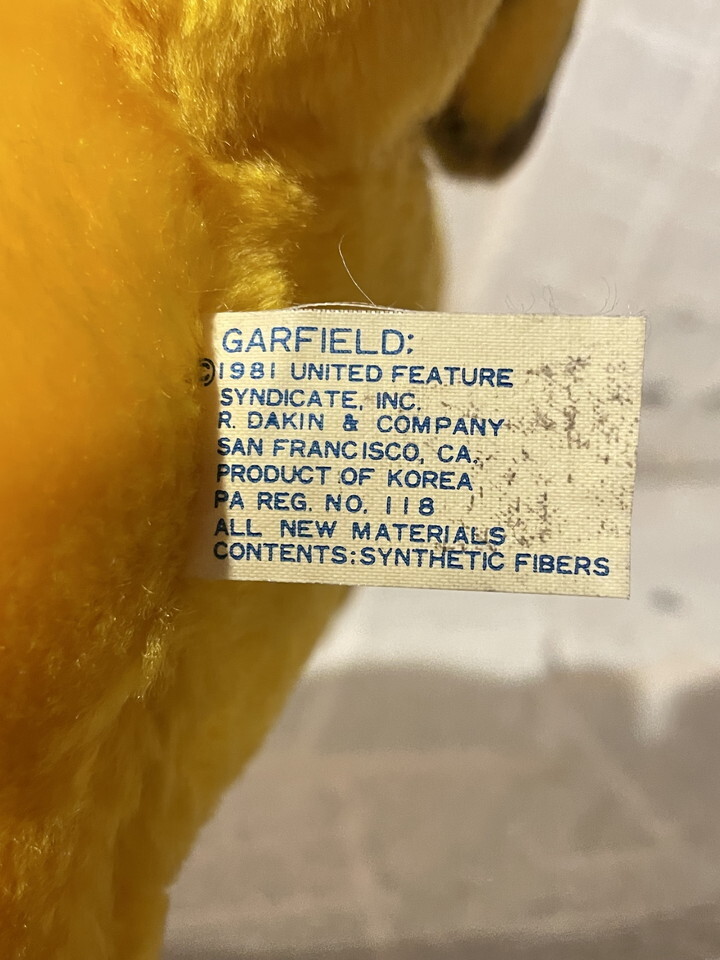 GARFIELD:
©1981 UNITED FEATURE
SYNDICATE, INC.
R. DAKIN & COMPANY
SAN FRANCISCO, CA.
PRODUCT OF KOREA
PA REG. NO. 118
ALL NEW MATERIALS
CONTENTS:SYNTHETIC FIBERS